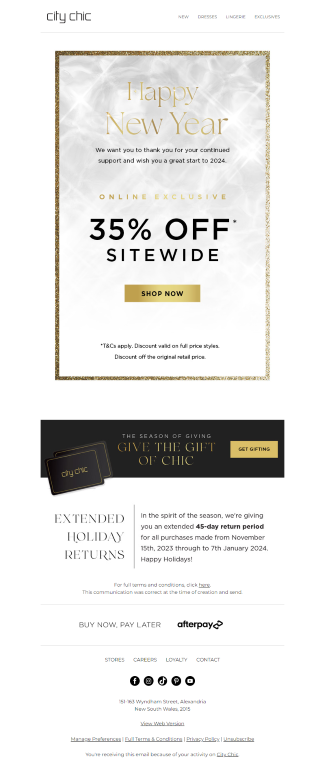 city chic
NEW DRESSES LINGERIE EXCLUSIVES
Happy
New Year
We want you to thank you for your continued
support and wish you a great start to 2024.
ONLINE EXCLUSIVE
35% OFF*
SITEWIDE
SHOP NOW
*T&Cs apply. Discount valid on full price styles.
Discount off the original retail price.
THE SEASON OF GIVING
GIVE THE GIFT
OF CHIC
GET GIFTING
city chic
EXTENDED
HOLIDAY
RETURNS
In the spirit of the season, we're giving
you an extended 45-day return period
for all purchases made from November
15th, 2023 through to 7th January 2024.
Happy Holidays!
For full terms and conditions, click here.
This communication was correct at the time of creation and send.
BUY NOW, PAY LATER afterpay
STORES CAREERS LOYALTY CONTACT
151-163 Wyndham Street, Alexandria
New South Wales, 2015
View Web Version
Manage Preferences | Full Terms & Conditions | Privacy Policy | Unsubscribe
You're receiving this email because of your activity on City Chic